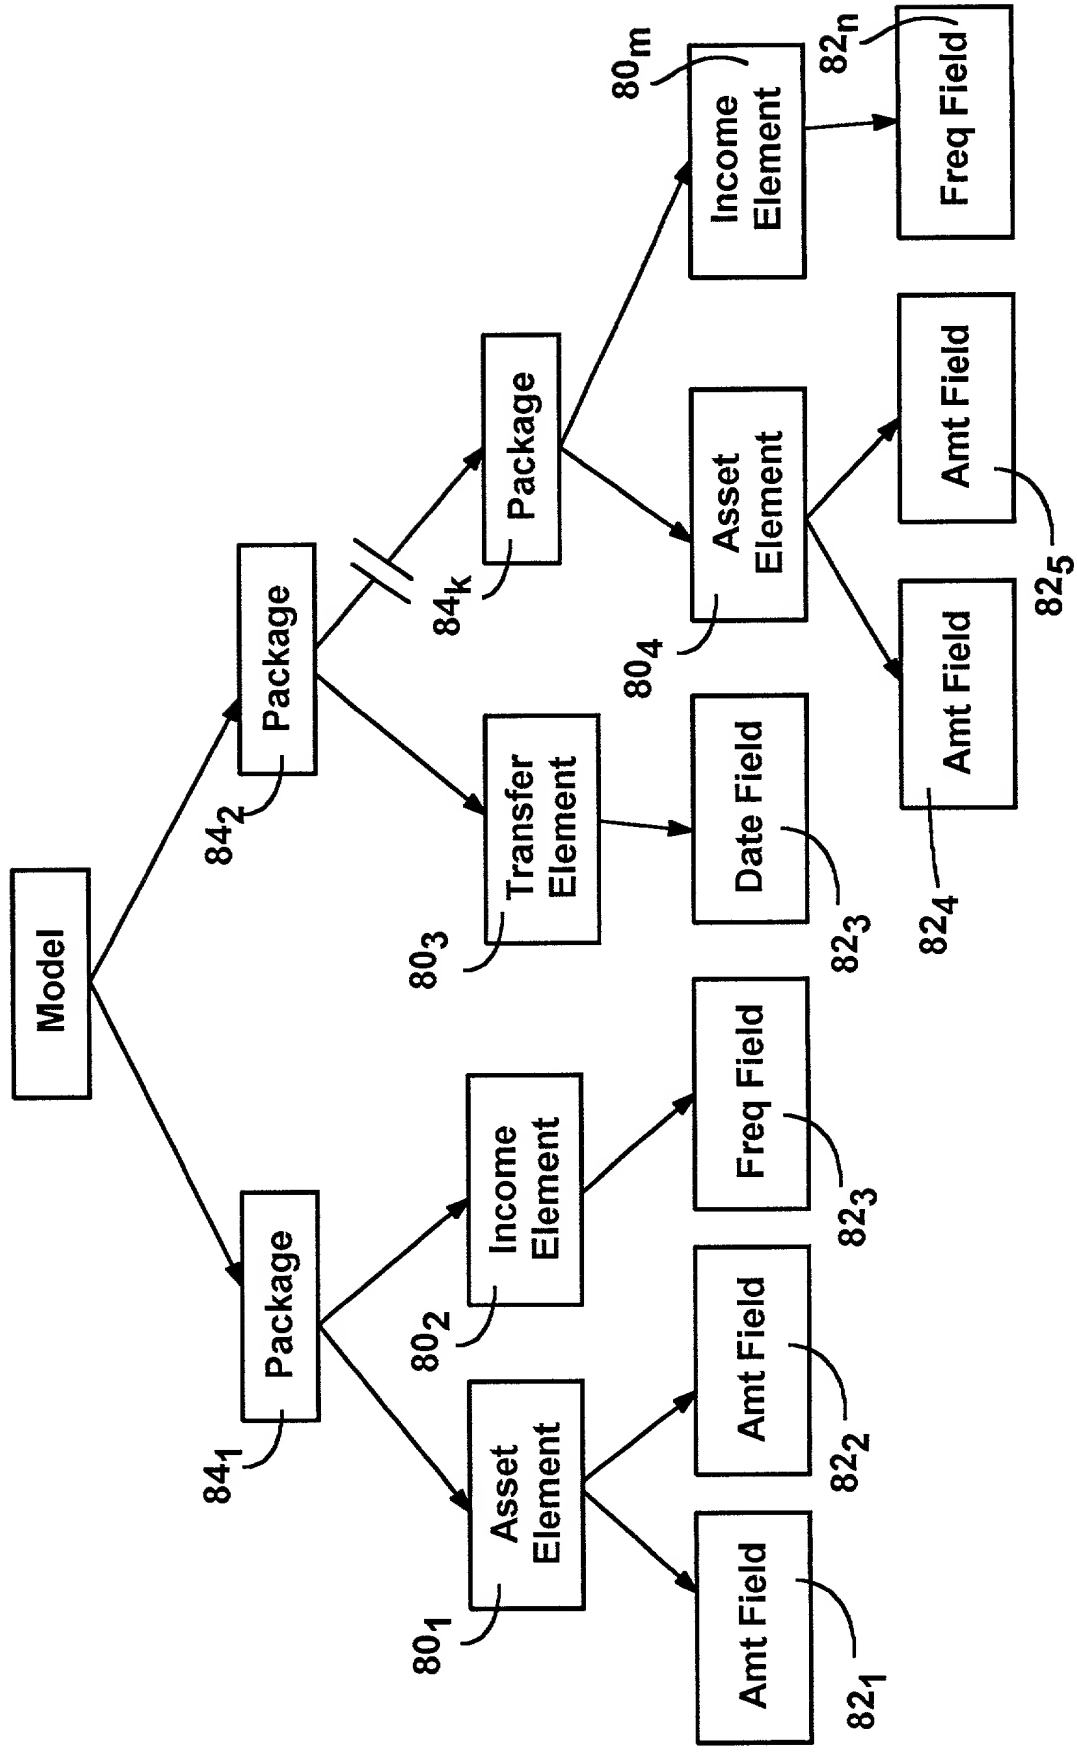 Model
Package
84₁
Package
84₂
Asset
Element
80₁
Income
Element
80₂
Transfer
Element
80₃
Package
84ₖ
Amt Field
82₁
Amt Field
82₂
Freq Field
82₃
Date Field
82₃
Asset
Element
80₄
Income
Element
80ₘ
Amt Field
82₄
Amt Field
82₅
Freq Field
82ₙ